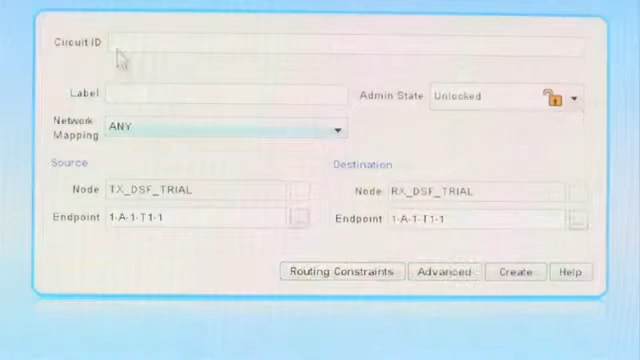 Circuit ID
Label
Admin State Unlocked
Network Mapping ANY
Source
Destination
Node TX_DSF_TRIAL
Node RX_DSF_TRIAL
Endpoint 1-A-1-T1-1
Endpoint 1-A-1-T1-1
Routing Constraints Advanced Create Help